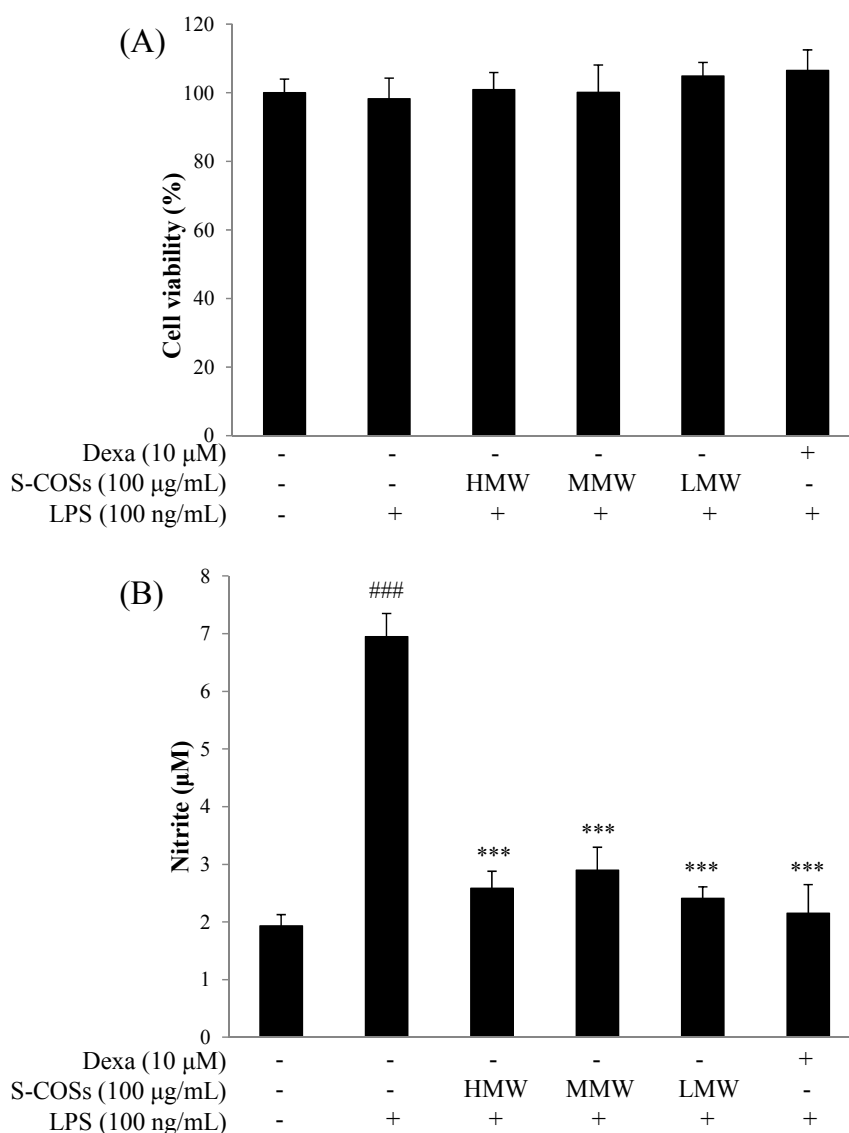 (A)
120
100
80
60
40
20
0
Cell viability (%)
Dexa (10 μM) - - - - - +
S-COSs (100 μg/mL) - - HMW MMW LMW -
LPS (100 ng/mL) - + + + + +
(B)
8
7
6
5
4
3
2
1
0
Nitrite (μM)
###
*** *** *** ***
Dexa (10 μM) - - - - - +
S-COSs (100 μg/mL) - - HMW MMW LMW -
LPS (100 ng/mL) - + + + + +